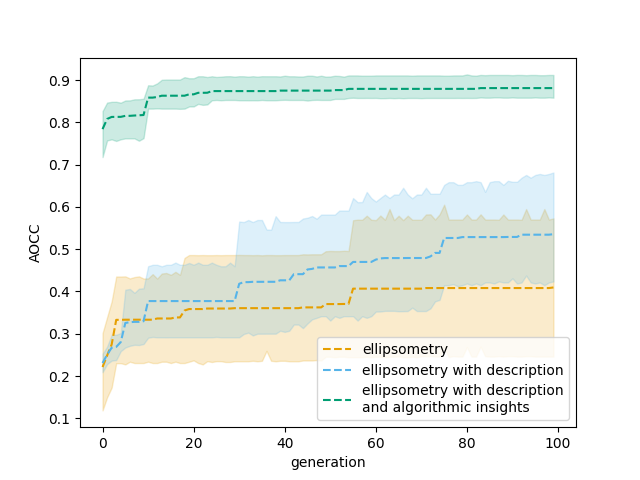 0.9
0.8
0.7
0.6
0.5
0.4
0.3
0.2
0.1
AOCC
ellipsometry
ellipsometry with description
ellipsometry with description
and algorithmic insights
0 20 40 60 80 100
generation